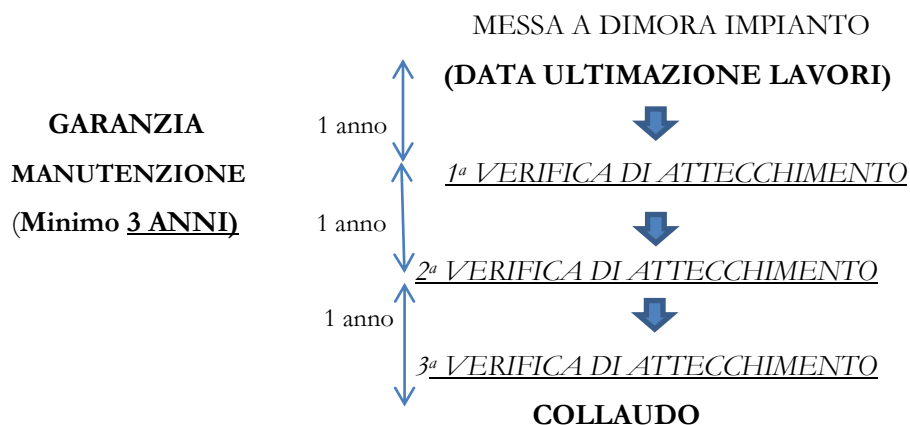 MESSA A DIMORA IMPIANTO
(DATA ULTIMAZIONE LAVORI)
GARANZIA
MANUTENZIONE
(Minimo 3 ANNI)
1 anno
1ª VERIFICA DI ATTECCHIMENTO
1 anno
2ª VERIFICA DI ATTECCHIMENTO
1 anno
3ª VERIFICA DI ATTECCHIMENTO
COLLAUDO